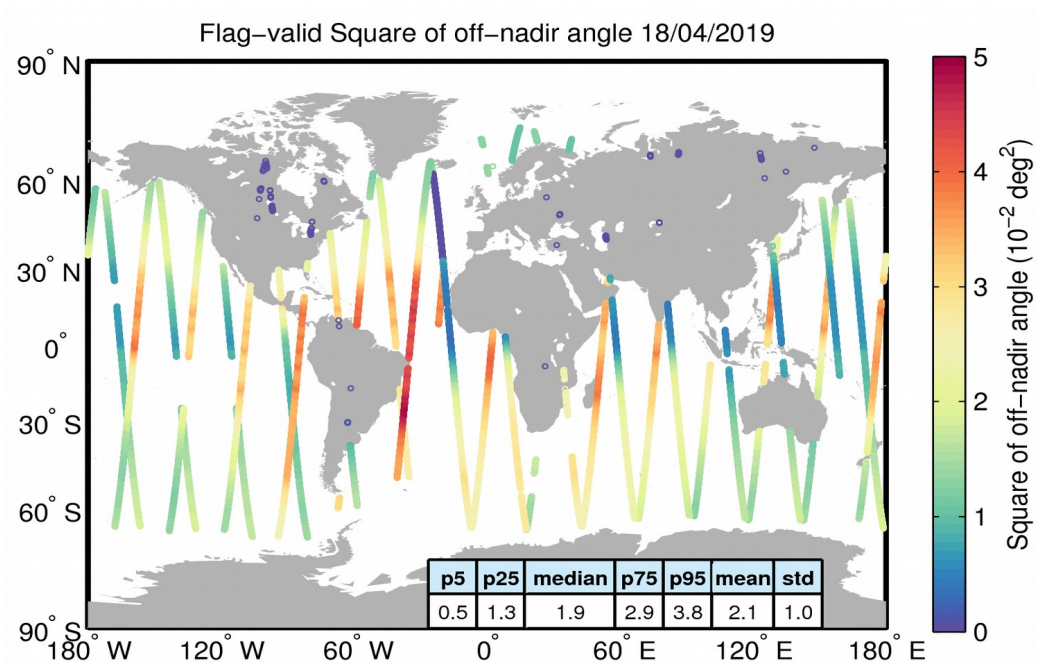 Flag-valid Square of off-nadir angle 18/04/2019
90° N
60° N
30° N
0°
30° S
60° S
90° S
180° W
120° W
60° W
0°
60° E
120° E
180° E
p5 p25 median p75 p95 mean std
0.5 1.3 1.9 2.9 3.8 2.1 1.0
5
4
3
2
1
0
Square of off-nadir angle (10⁻² deg²)